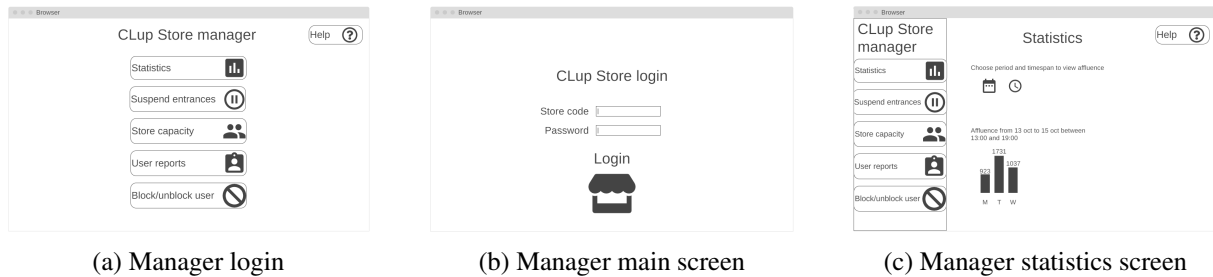 Browser
CLup Store manager
Help
Statistics
Suspend entrances
Store capacity
User reports
Block/unblock user
(a) Manager login
Browser
CLup Store login
Store code
Password
Login
(b) Manager main screen
Browser
CLup Store
manager
Statistics
Suspend entrances
Store capacity
User reports
Block/unblock user
Statistics
Help
Choose period and timespan to view affluence
Affluence from 13 oct to 15 oct between
13:00 and 19:00
923
1731
1037
M T W
(c) Manager statistics screen